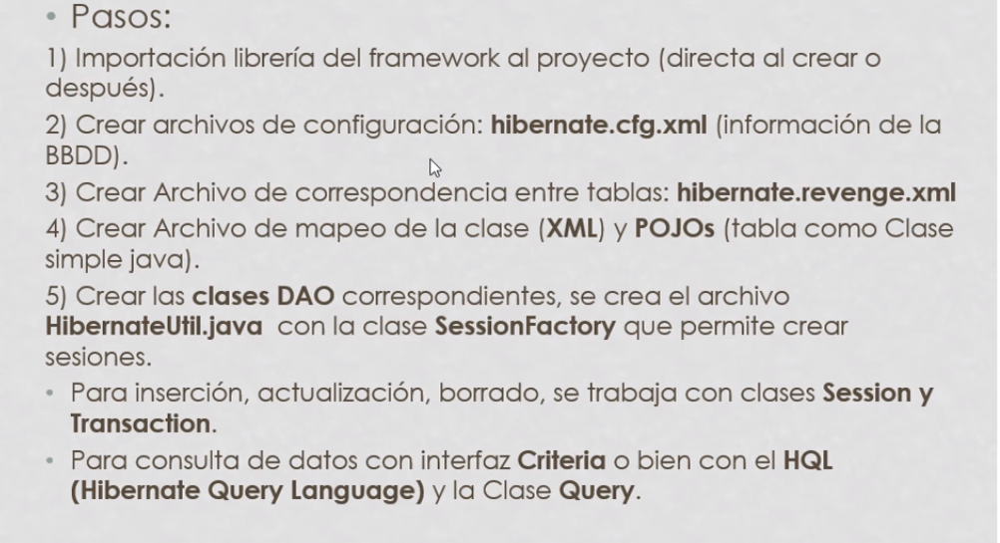 • Pasos:
1) Importación librería del framework al proyecto (directa al crear o
después).
2) Crear archivos de configuración: hibernate.cfg.xml (información de la
BBDD).
3) Crear Archivo de correspondencia entre tablas: hibernate.revenge.xml
4) Crear Archivo de mapeo de la clase (XML) y POJOs (tabla como Clase
simple java).
5) Crear las clases DAO correspondientes, se crea el archivo
HibernateUtil.java con la clase SessionFactory que permite crear
sesiones.
• Para inserción, actualización, borrado, se trabaja con clases Session y
Transaction.
• Para consulta de datos con interfaz Criteria o bien con el HQL
(Hibernate Query Language) y la Clase Query.